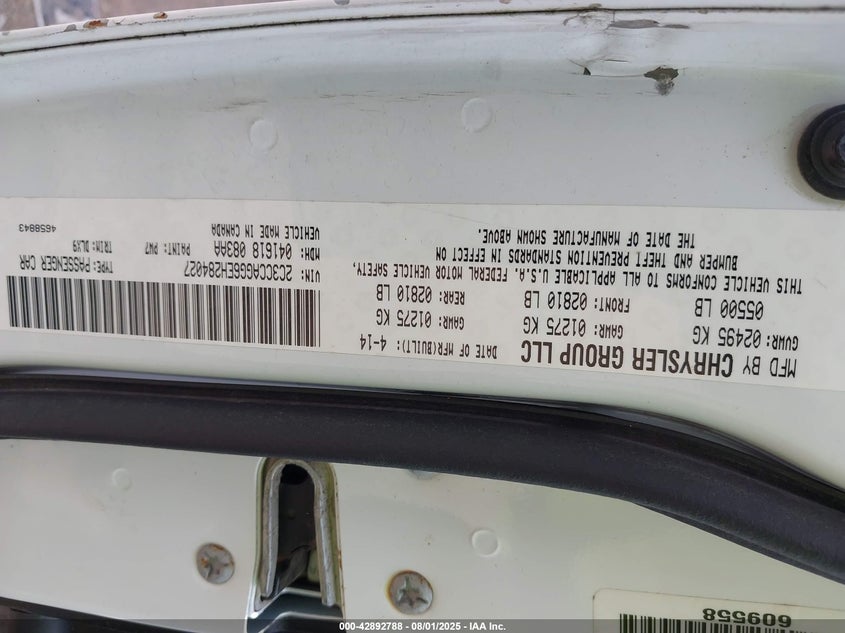 MFD BY CHRYSLER GROUP LLC
DATE OF MFR(BUILT): 4-14
GVWR: 02495 KG
05500 LB
GAWR: 01275 KG
FRONT: 02810 LB
GAWR: 01275 KG
REAR: 02810 LB
THIS VEHICLE CONFORMS TO ALL APPLICABLE U.S.A. FEDERAL MOTOR VEHICLE SAFETY,
BUMPER AND THEFT PREVENTION STANDARDS IN EFFECT ON
THE DATE OF MANUFACTURE SHOWN ABOVE.
VIN: 2C3CCAGG6EH284027
TYPE: PASSENGER CAR
MDH: 041618 083AA
PAINT: PW7
TRIM: DLX9
VEHICLE MADE IN CANADA
4658843
609558
000-42892788 - 08/01/2025 - IAA Inc.